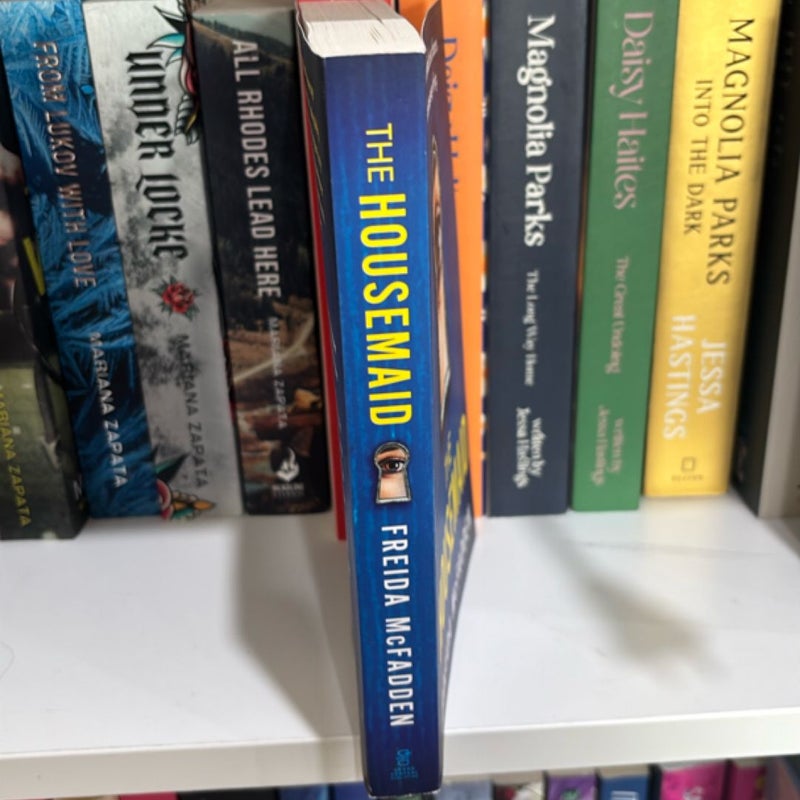 FROM LUKOV WITH LOVE
MARIANA ZAPATA
UNDER LOCKE
MARIANA ZAPATA
ALL RHODES LEAD HERE
MARIANA ZAPATA
MARIANA ZAPATA
THE HOUSEMAID
FREIDA McFADDEN
Magnolia Parks
The Long Way Home
written by
Jessa Hastings
Daisy Haites
The Great Undoing
written by
Jessa Hastings
MAGNOLIA PARKS
INTO THE DARK
JESSA
HASTINGS